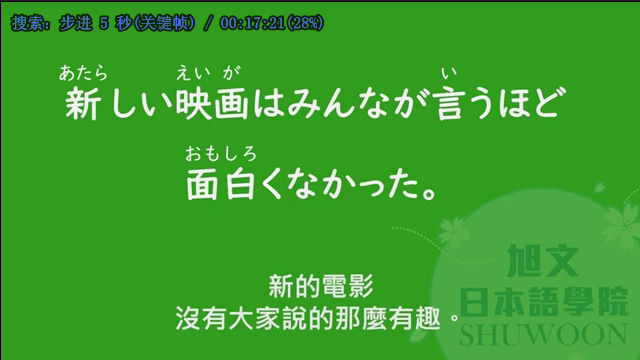 搜索: 步进 5 秒(关键帧) / 00:17:21(28%)
あたら えい が い
新しい映画はみんなが言うほど
おもしろ
面白くなかった。
新的電影
沒有大家說的那麼有趣。
旭文
日本語學院
SHUWOON